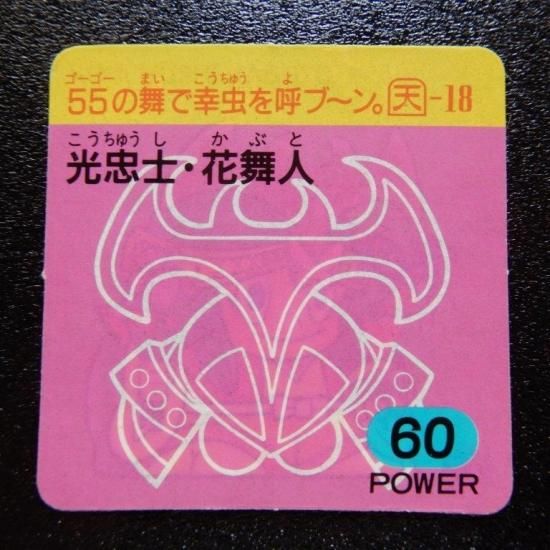 ゴーゴー まい こうちゅう よ
55の舞で幸虫を呼ブ〜ン。天-18
こうちゅうし かぶと
光忠士・花舞人
60
POWER